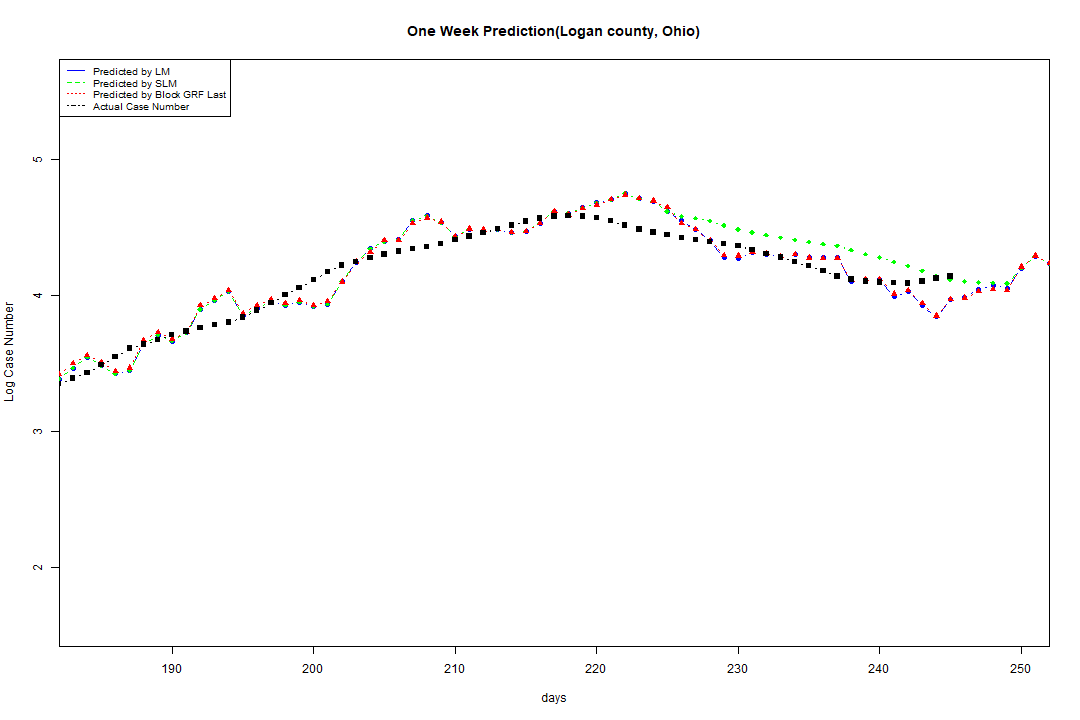 One Week Prediction(Logan county, Ohio)
Predicted by LM
Predicted by SLM
Predicted by Block GRF Last
Actual Case Number
5
4
3
2
Log Case Number
190 200 210 220 230 240 250
days